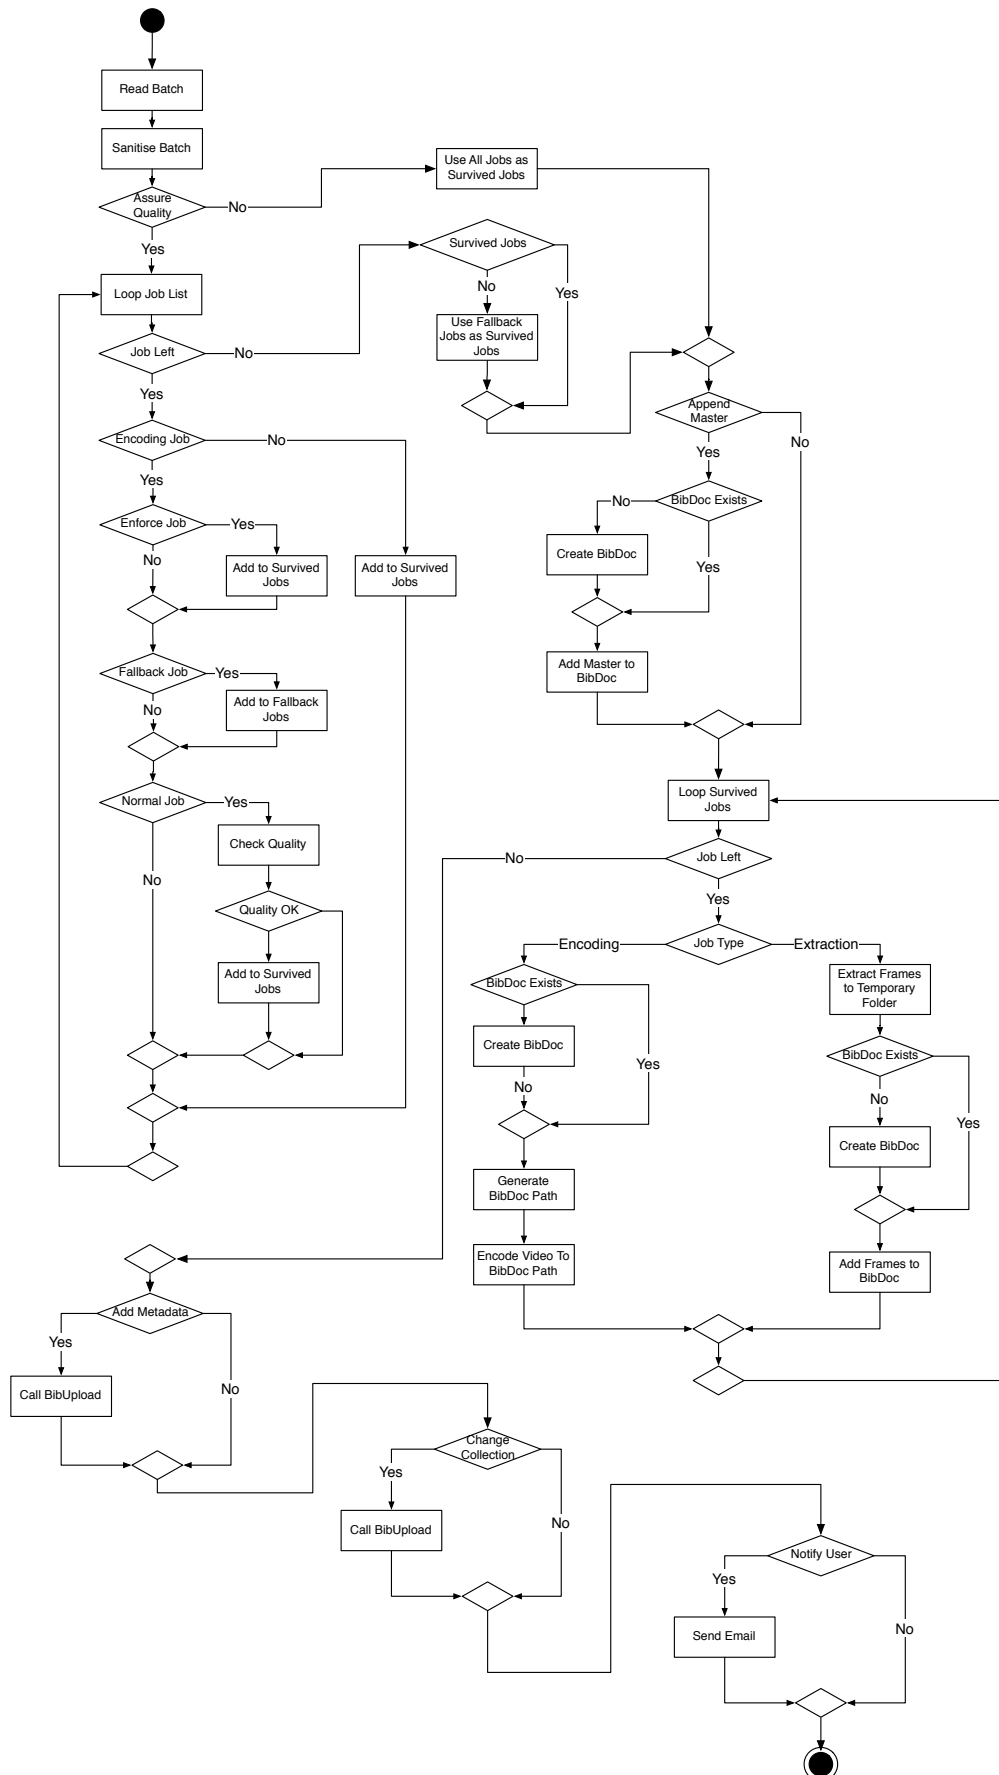 Read Batch
Sanitise Batch
Use All Jobs as
Survived Jobs
Assure
Quality
No
Yes
Survived Jobs
No
Yes
Loop Job List
Use Fallback
Jobs as Survived
Jobs
Job Left
No
Yes
Append
Master
No
Yes
Encoding Job
No
Yes
BibDoc Exists
No
Yes
Create BibDoc
Enforce Job
Yes
No
Add to Survived
Jobs
Add to Survived
Jobs
Add Master to
BibDoc
Fallback Job
Yes
No
Add to Fallback
Jobs
Normal Job
Yes
No
Check Quality
Quality OK
Add to Survived
Jobs
Loop Survived
Jobs
Job Left
No
Yes
Job Type
Encoding
Extraction
BibDoc Exists
Create BibDoc
No
Yes
Generate
BibDoc Path
Encode Video To
BibDoc Path
Extract Frames
to Temporary
Folder
BibDoc Exists
No
Yes
Create BibDoc
Add Frames to
BibDoc
Add Metadata
Yes
No
Call BibUpload
Change
Collection
Yes
No
Call BibUpload
Notify User
Yes
No
Send Email